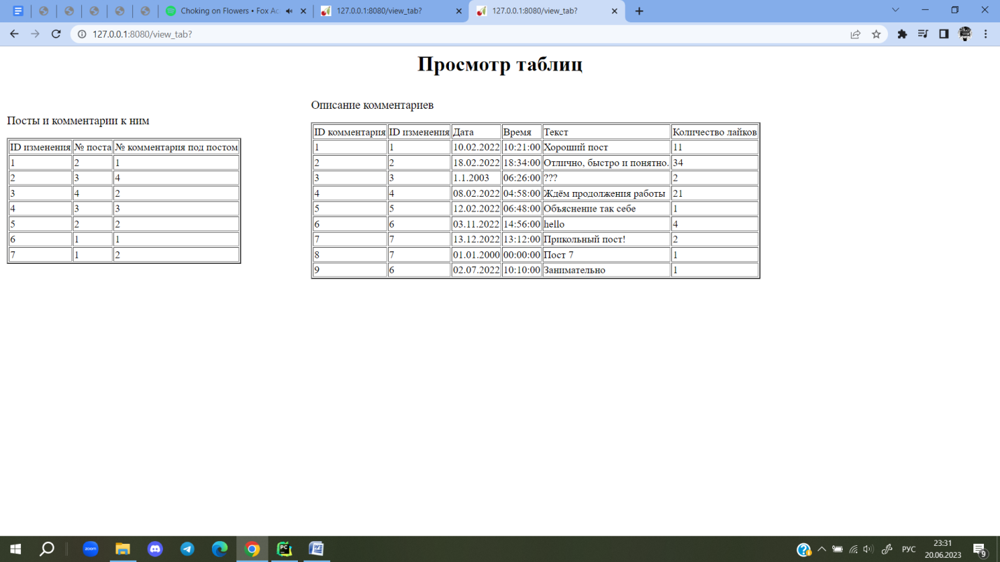 Choking on Flowers • Fox Ac
127.0.0.1:8080/view_tab?
127.0.0.1:8080/view_tab?
127.0.0.1:8080/view_tab?
Просмотр таблиц
Посты и комментарии к ним
ID изменения № поста № комментария под постом
1 2 1
2 3 4
3 4 2
4 3 3
5 2 2
6 1 1
7 1 2
Описание комментариев
ID комментария ID изменения Дата Время Текст Количество лайков
1 1 10.02.2022 10:21:00 Хороший пост 11
2 2 18.02.2022 18:34:00 Отлично, быстро и понятно. 34
3 3 1.1.2003 06:26:00 ??? 2
4 4 08.02.2022 04:58:00 Ждём продолжения работы 21
5 5 12.02.2022 06:48:00 Объяснение так себе 1
6 6 03.11.2022 14:56:00 hello 4
7 7 13.12.2022 13:12:00 Прикольный пост! 2
8 7 01.01.2000 00:00:00 Пост 7 1
9 6 02.07.2022 10:10:00 Занимательно 1
zoom
PC
W
РУС
23:31
20.06.2023
9